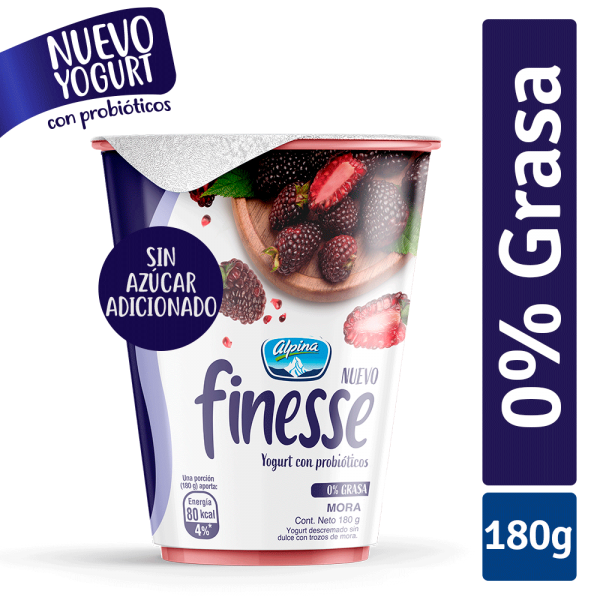 NUEVO
YOGURT
con probióticos
0% Grasa
180g
SIN
AZÚCAR
ADICIONADO
Alpina
NUEVO
finesse
Yogurt con probióticos
0% GRASA
MORA
Cont. Neto 180 g
Yogurt descremado sin
dulce con trozos de mora.
Una porción
(180 g) aporta:
Energía
80 kcal
4%*